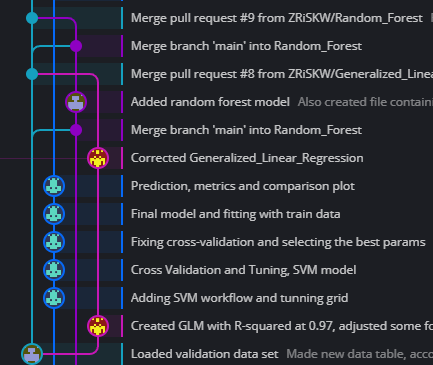 Merge pull request #9 from ZRiSKW/Random_Forest
Merge branch 'main' into Random_Forest
Merge pull request #8 from ZRiSKW/Generalized_Linea
Added random forest model Also created file containi
Merge branch 'main' into Random_Forest
Corrected Generalized_Linear_Regression
Prediction, metrics and comparison plot
Final model and fitting with train data
Fixing cross-validation and selecting the best params
Cross Validation and Tuning, SVM model
Adding SVM workflow and tunning grid
Created GLM with R-squared at 0.97, adjusted some fo
Loaded validation data set Made new data table, acco